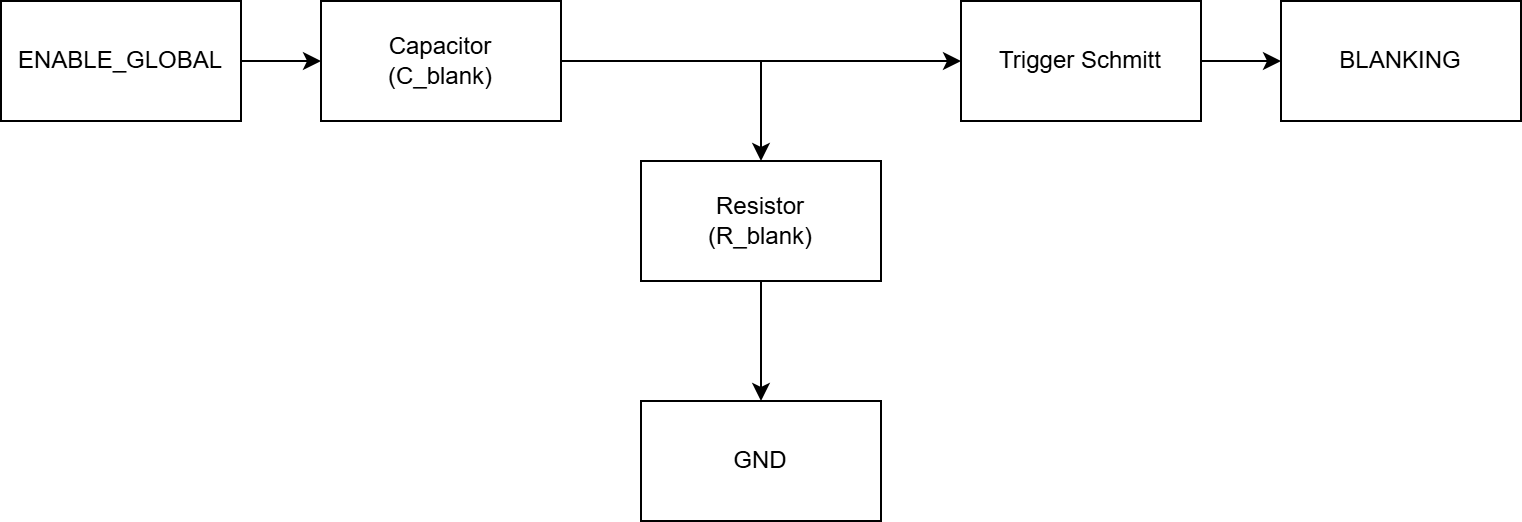 ENABLE_GLOBAL
Capacitor
(C_blank)
Trigger Schmitt
BLANKING
Resistor
(R_blank)
GND